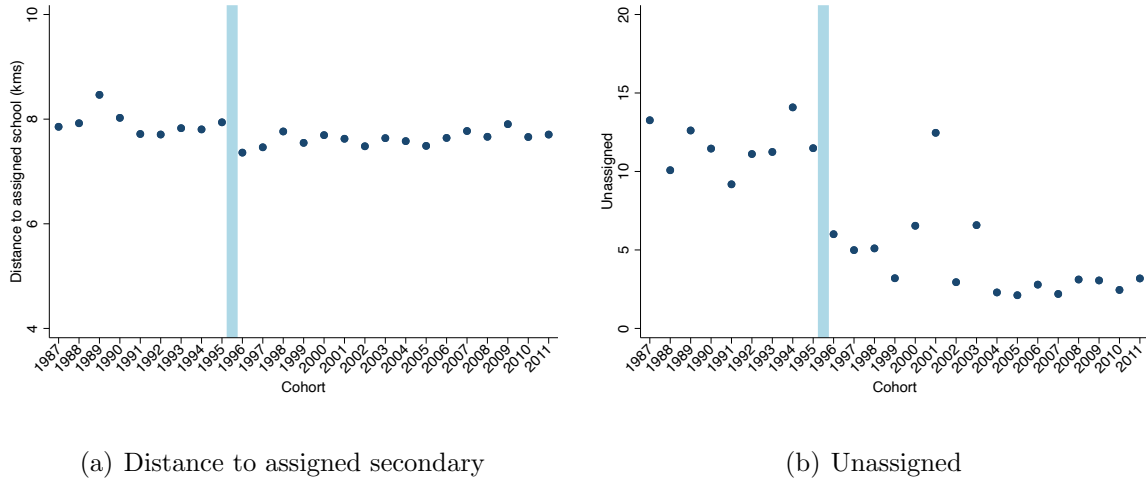 Distance to assigned school (kms)
10
8
6
4
1987 1988 1989 1990 1991 1992 1993 1994 1995 1996 1997 1998 1999 2000 2001 2002 2003 2004 2005 2006 2007 2008 2009 2010 2011
Cohort
(a) Distance to assigned secondary
Unassigned
20
15
10
5
0
1987 1988 1989 1990 1991 1992 1993 1994 1995 1996 1997 1998 1999 2000 2001 2002 2003 2004 2005 2006 2007 2008 2009 2010 2011
Cohort
(b) Unassigned